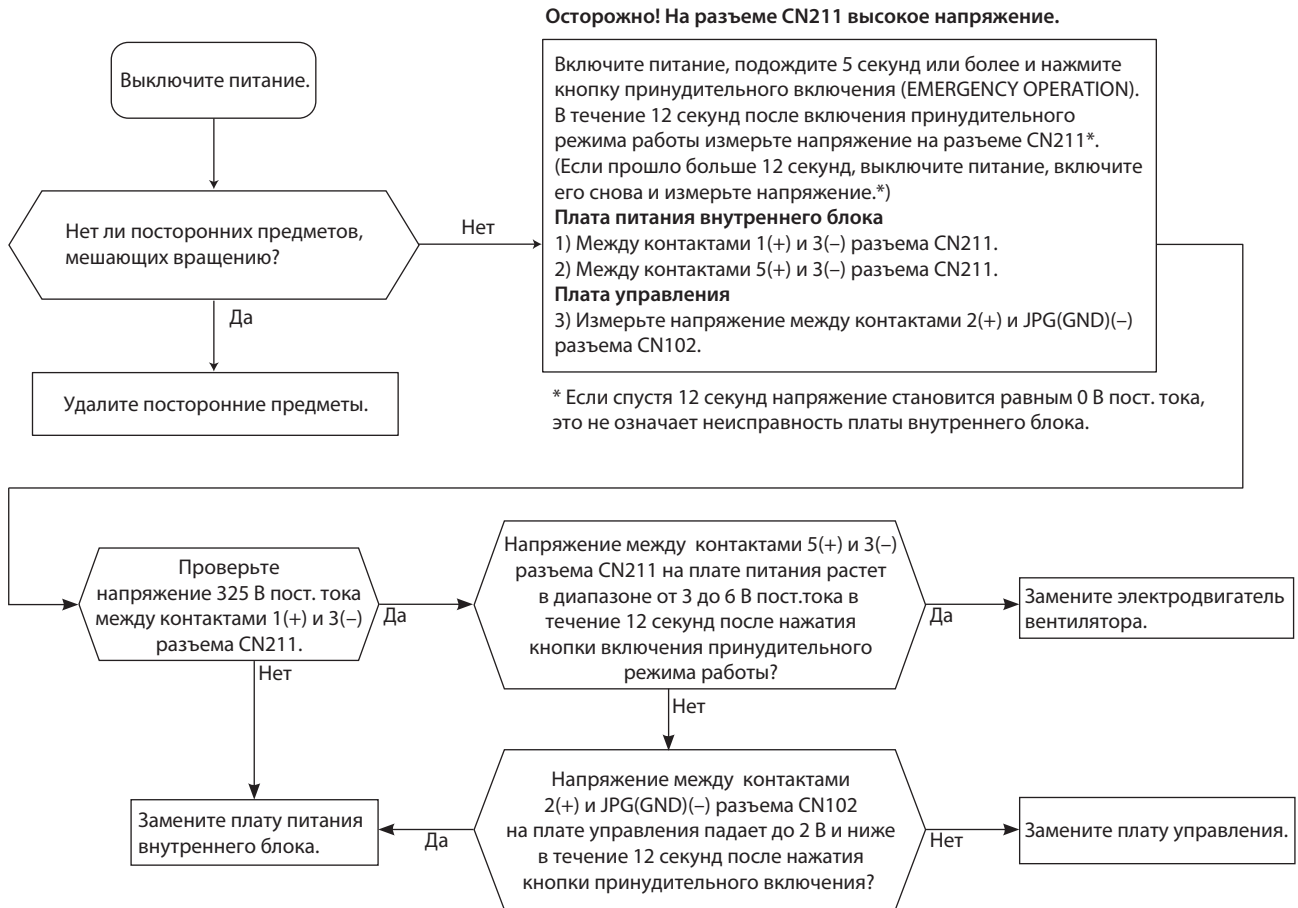 Осторожно! На разъеме CN211 высокое напряжение.
Выключите питание.
Включите питание, подождите 5 секунд или более и нажмите
кнопку принудительного включения (EMERGENCY OPERATION).
В течение 12 секунд после включения принудительного
режима работы измерьте напряжение на разъеме CN211*.
(Если прошло больше 12 секунд, выключите питание, включите
его снова и измерьте напряжение.*)
Плата питания внутреннего блока
1) Между контактами 1(+) и 3(–) разъема CN211.
2) Между контактами 5(+) и 3(–) разъема CN211.
Плата управления
3) Измерьте напряжение между контактами 2(+) и JPG(GND)(–)
разъема CN102.
Нет ли посторонних предметов,
мешающих вращению?
Нет
Да
Удалите посторонние предметы.
* Если спустя 12 секунд напряжение становится равным 0 В пост. тока,
это не означает неисправность платы внутреннего блока.
Проверьте
напряжение 325 В пост. тока
между контактами 1(+) и 3(–)
разъема CN211.
Да
Нет
Напряжение между контактами 5(+) и 3(–)
разъема CN211 на плате питания растет
в диапазоне от 3 до 6 В пост.тока в
течение 12 секунд после нажатия
кнопки включения принудительного
режима работы?
Да
Нет
Замените электродвигатель
вентилятора.
Замените плату питания
внутреннего блока.
Да
Напряжение между контактами
2(+) и JPG(GND)(–) разъема CN102
на плате управления падает до 2 В и ниже
в течение 12 секунд после нажатия
кнопки принудительного включения?
Нет
Замените плату управления.